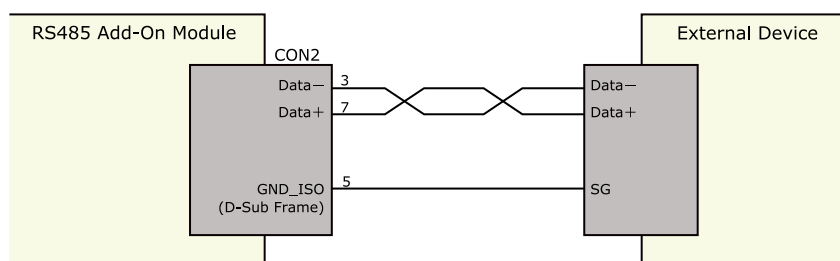 RS485 Add-On Module
External Device
CON2
Data− 3
Data+ 7
GND_ISO 5
(D-Sub Frame)
Data−
Data+
SG